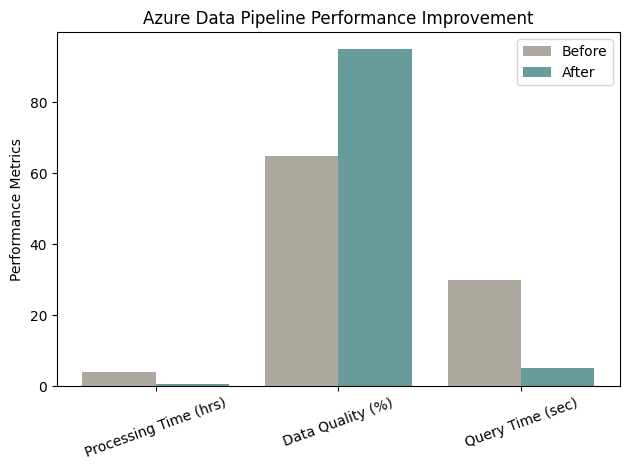 Azure Data Pipeline Performance Improvement
Before
After
Performance Metrics
80
60
40
20
0
Processing Time (hrs)
Data Quality (%)
Query Time (sec)